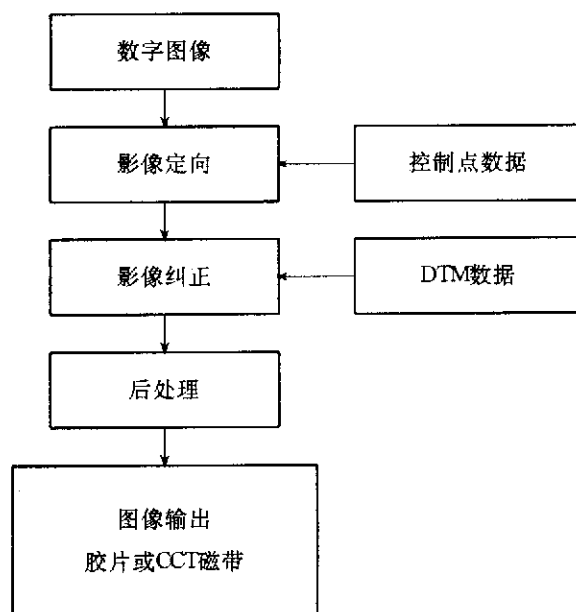 数字图像
影像定向
控制点数据
影像纠正
DTM数据
后处理
图像输出
胶片或CCT磁带